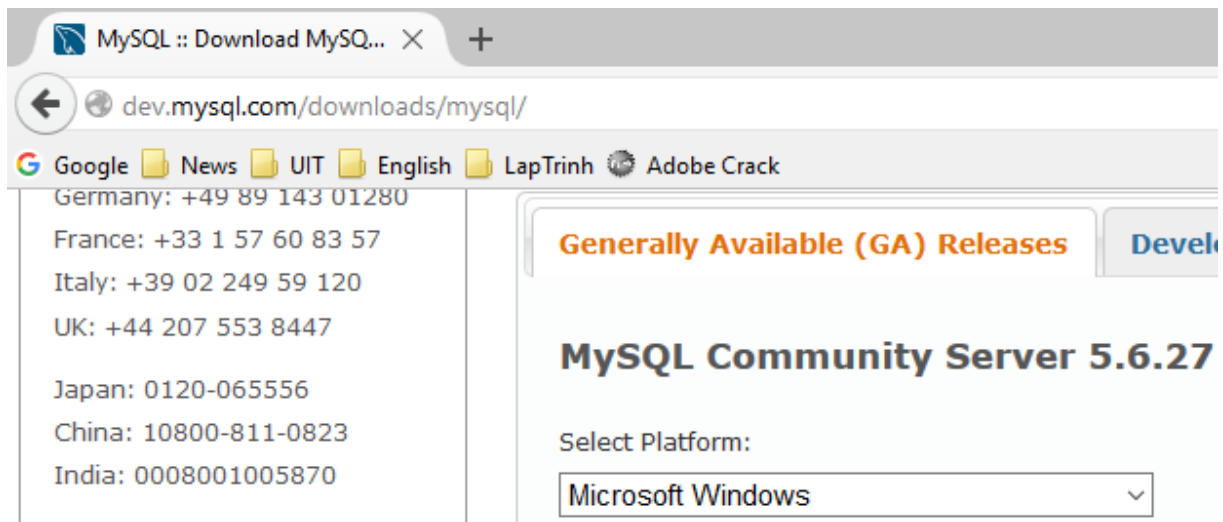 MySQL :: Download MySQ...
dev.mysql.com/downloads/mysql/
Google News UIT English LapTrinh Adobe Crack
Germany: +49 89 143 01280
France: +33 1 57 60 83 57
Italy: +39 02 249 59 120
UK: +44 207 553 8447
Japan: 0120-065556
China: 10800-811-0823
India: 0008001005870
Generally Available (GA) Releases Develo
MySQL Community Server 5.6.27
Select Platform:
Microsoft Windows